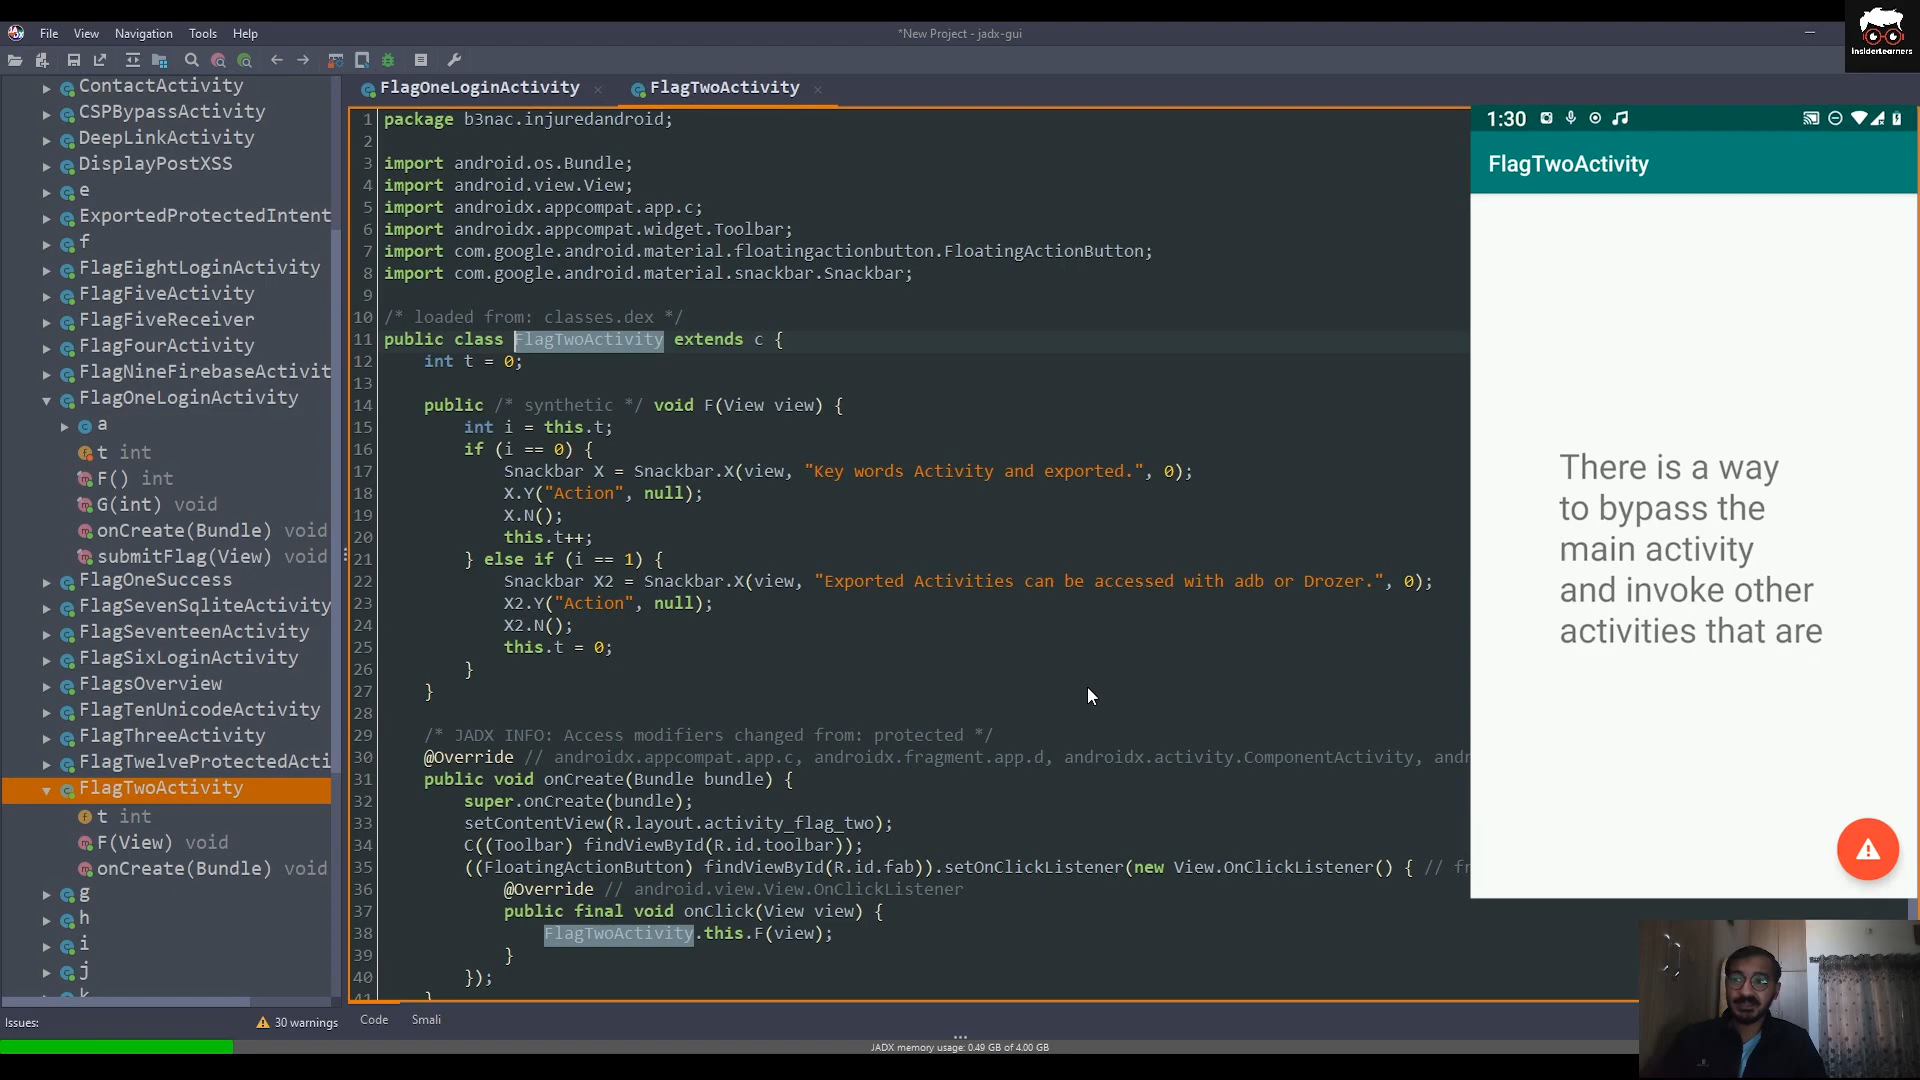 File View Navigation Tools Help
*New Project - jadx-gui
InsiderLearners
ContactActivity
CSPBypassActivity
DeepLinkActivity
DisplayPostXSS
e
ExportedProtectedIntent
f
FlagEightLoginActivity
FlagFiveActivity
FlagFiveReceiver
FlagFourActivity
FlagNineFirebaseActivit
FlagOneLoginActivity
a
t int
F() int
G(int) void
onCreate(Bundle) void
submitFlag(View) void
FlagOneSuccess
FlagSevenSqliteActivity
FlagSeventeenActivity
FlagSixLoginActivity
FlagsOverview
FlagTenUnicodeActivity
FlagThreeActivity
FlagTwelveProtectedActi
FlagTwoActivity
t int
F(View) void
onCreate(Bundle) void
g
h
i
j
k
Issues:
30 warnings
FlagOneLoginActivity
FlagTwoActivity
1 package b3nac.injuredandroid;
2
3 import android.os.Bundle;
4 import android.view.View;
5 import androidx.appcompat.app.c;
6 import androidx.appcompat.widget.Toolbar;
7 import com.google.android.material.floatingactionbutton.FloatingActionButton;
8 import com.google.android.material.snackbar.Snackbar;
9
10 /* loaded from: classes.dex */
11 public class FlagTwoActivity extends c {
12 int t = 0;
13
14 public /* synthetic */ void F(View view) {
15 int i = this.t;
16 if (i == 0) {
17 Snackbar X = Snackbar.X(view, "Key words Activity and exported.", 0);
18 X.Y("Action", null);
19 X.N();
20 this.t++;
21 } else if (i == 1) {
22 Snackbar X2 = Snackbar.X(view, "Exported Activities can be accessed with adb or Drozer.", 0);
23 X2.Y("Action", null);
24 X2.N();
25 this.t = 0;
26 }
27 }
28
29 /* JADX INFO: Access modifiers changed from: protected */
30 @Override // androidx.appcompat.app.c, androidx.fragment.app.d, androidx.activity.ComponentActivity, andr
31 public void onCreate(Bundle bundle) {
32 super.onCreate(bundle);
33 setContentView(R.layout.activity_flag_two);
34 C((Toolbar) findViewById(R.id.toolbar));
35 ((FloatingActionButton) findViewById(R.id.fab)).setOnClickListener(new View.OnClickListener() { // fr
36 @Override // android.view.View.OnClickListener
37 public final void onClick(View view) {
38 FlagTwoActivity.this.F(view);
39 }
40 });
41 }
Code Smali
JADX memory usage: 0.49 GB of 4.00 GB
1:30
FlagTwoActivity
There is a way
to bypass the
main activity
and invoke other
activities that are